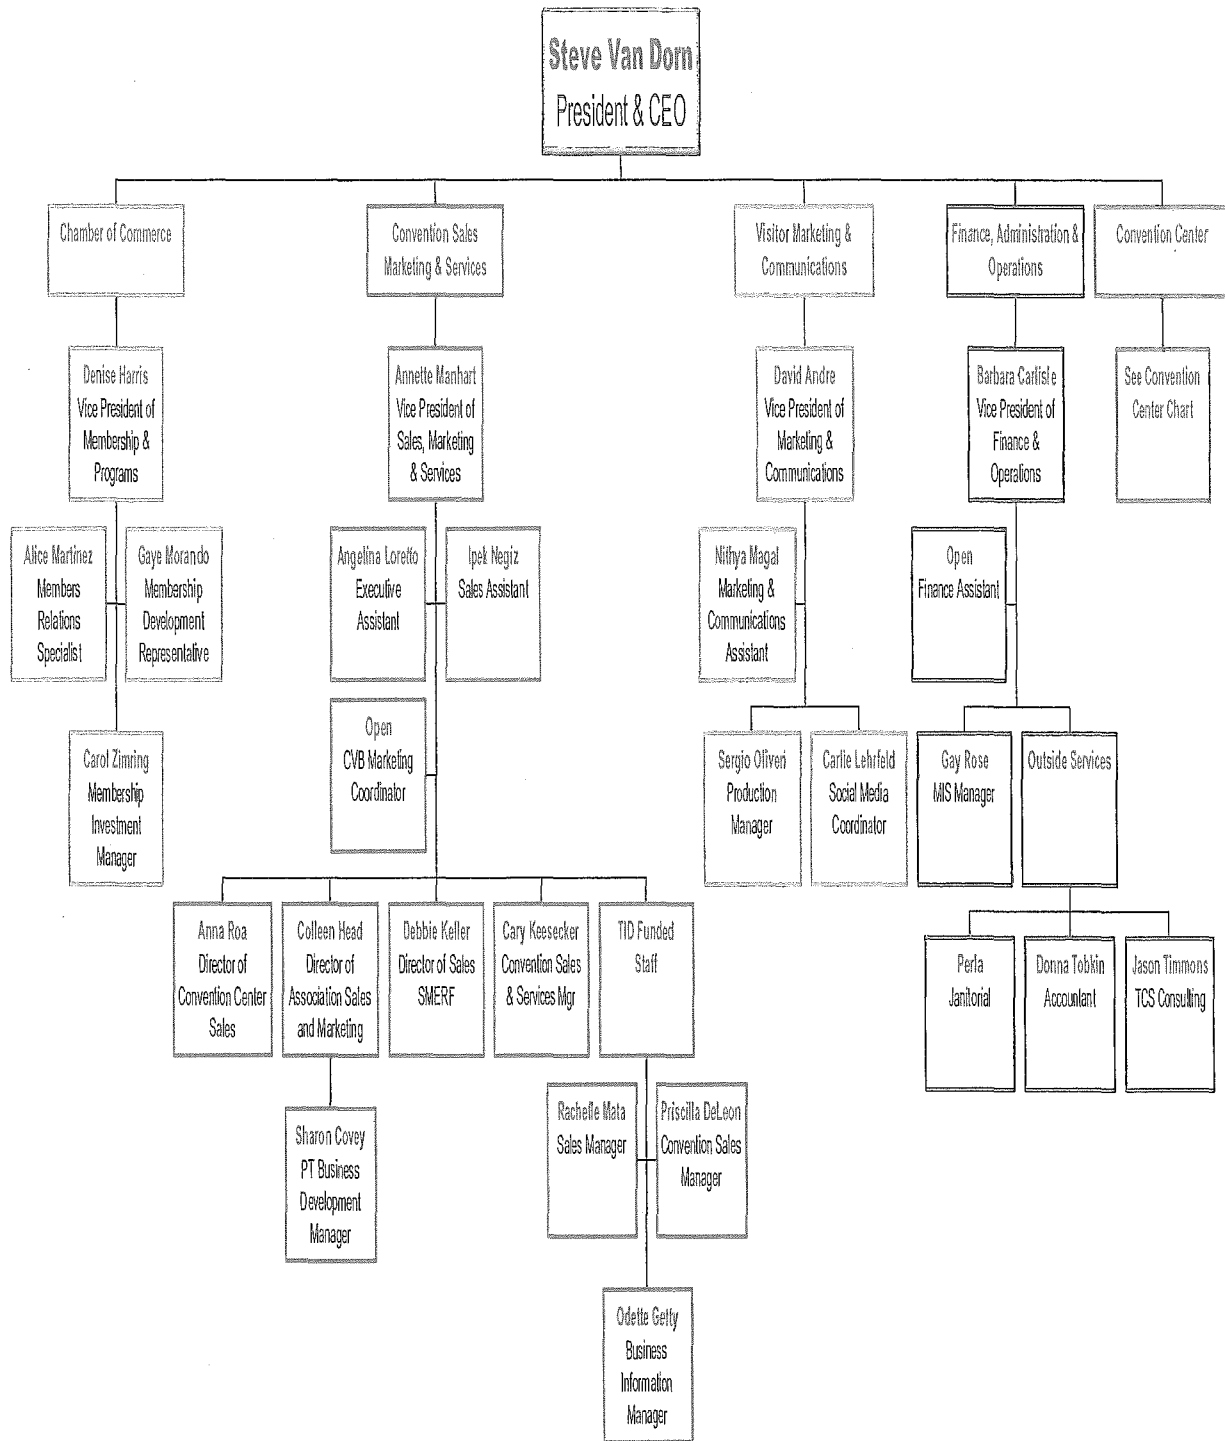 Steve Van Dorn
President & CEO
Chamber of Commerce
Convention Sales
Marketing & Services
Visitor Marketing &
Communications
Finance, Administration &
Operations
Convention Center
Denise Harris
Vice President of
Membership &
Programs
Annette Manhart
Vice President of
Sales, Marketing
& Services
David Andre
Vice President of
Marketing &
Communications
Barbara Carlisle
Vice President of
Finance &
Operations
See Convention
Center Chart
Alice Martinez
Members
Relations
Specialist
Gaye Morando
Membership
Development
Representative
Angelina Loretto
Executive
Assistant
Ipek Negiz
Sales Assistant
Nithya Magal
Marketing &
Communications
Assistant
Open
Finance Assistant
Carol Zimring
Membership
Investment
Manager
Open
CVB Marketing
Coordinator
Sergio Oliveri
Production
Manager
Carlie Lehrfeld
Social Media
Coordinator
Gay Rose
MIS Manager
Outside Services
Anna Roa
Director of
Convention Center
Sales
Colleen Head
Director of
Association Sales
and Marketing
Debbie Keller
Director of Sales
SMERF
Cary Keesecker
Convention Sales
& Services Mgr
TID Funded
Staff
Perla
Janitorial
Donna Tobkin
Accountant
Jason Timmons
TCS Consulting
Sharon Covey
PT Business
Development
Manager
Rachelle Mata
Sales Manager
Priscilla DeLeon
Convention Sales
Manager
Odette Getty
Business
Information
Manager